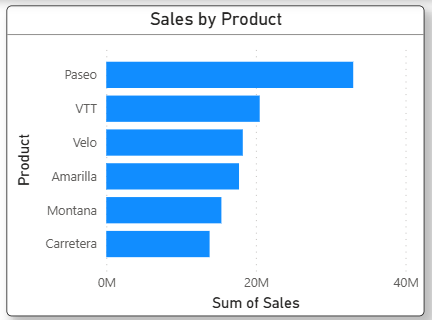 Sales by Product
Product
Paseo
VTT
Velo
Amarilla
Montana
Carretera
0M 20M 40M
Sum of Sales